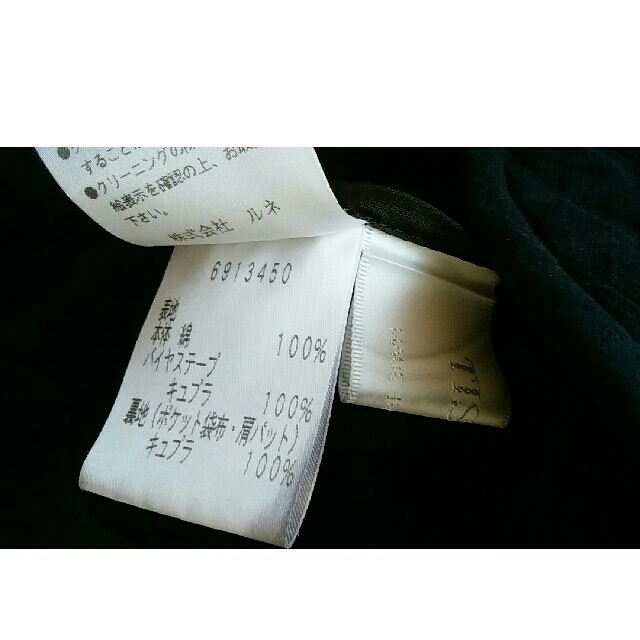 することは
●クリーニングの際
絵表示を確認の上、お取
下さい。
株式会社 ルネ
6913450
表地
本体 綿 100%
バイヤステープ
キュプラ 100%
裏地(ポケット袋布・肩パット)
キュプラ 100%